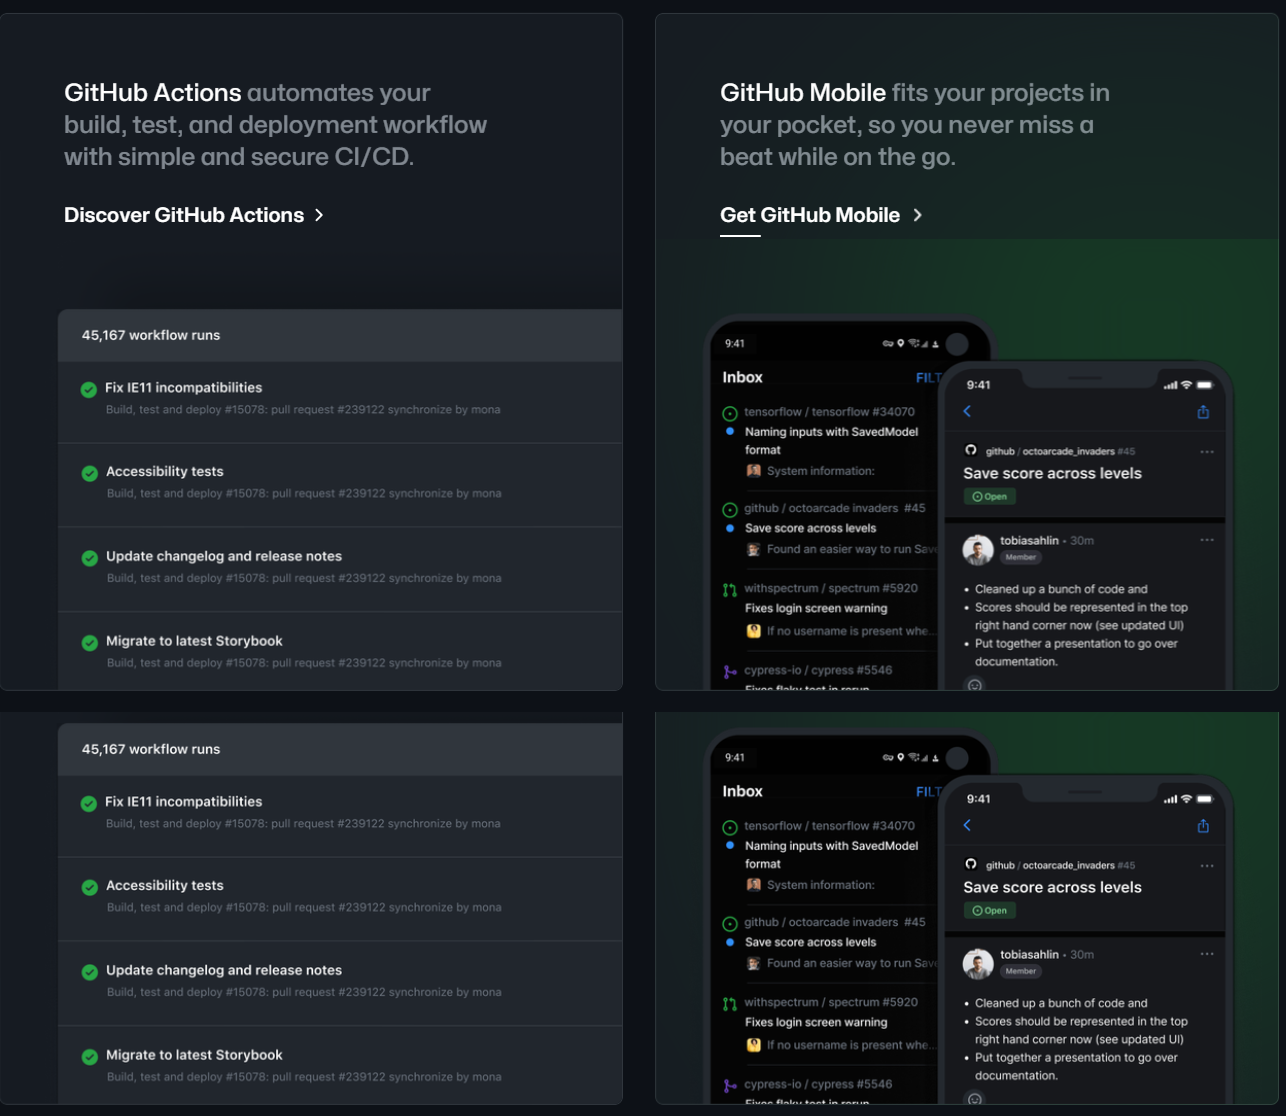 GitHub Actions automates your
build, test, and deployment workflow
with simple and secure CI/CD.
Discover GitHub Actions
45,167 workflow runs
Fix IE11 incompatibilities
Build, test and deploy #15078: pull request #239122 synchronize by mona
Accessibility tests
Build, test and deploy #15078: pull request #239122 synchronize by mona
Update changelog and release notes
Build, test and deploy #15078: pull request #239122 synchronize by mona
Migrate to latest Storybook
Build, test and deploy #15078: pull request #239122 synchronize by mona
GitHub Mobile fits your projects in
your pocket, so you never miss a
beat while on the go.
Get GitHub Mobile
9:41
Inbox
FILT
tensorflow / tensorflow #34070
Naming inputs with SavedModel
format
System information:
github / octoarcade invaders #45
Save score across levels
Found an easier way to run Save
withspectrum / spectrum #5920
Fixes login screen warning
If no username is present whe...
cypress-io / cypress #5546
Fixes flaky test in rerun
9:41
github / octoarcade_invaders #45
Save score across levels
Open
tobiasahlin • 30m
Member
• Cleaned up a bunch of code and
• Scores should be represented in the top
right hand corner now (see updated UI)
• Put together a presentation to go over
documentation.
45,167 workflow runs
Fix IE11 incompatibilities
Build, test and deploy #15078: pull request #239122 synchronize by mona
Accessibility tests
Build, test and deploy #15078: pull request #239122 synchronize by mona
Update changelog and release notes
Build, test and deploy #15078: pull request #239122 synchronize by mona
Migrate to latest Storybook
Build, test and deploy #15078: pull request #239122 synchronize by mona
9:41
Inbox
FILT
tensorflow / tensorflow #34070
Naming inputs with SavedModel
format
System information:
github / octoarcade invaders #45
Save score across levels
Found an easier way to run Save
withspectrum / spectrum #5920
Fixes login screen warning
If no username is present whe...
cypress-io / cypress #5546
Fixes flaky test in rerun
9:41
github / octoarcade_invaders #45
Save score across levels
Open
tobiasahlin • 30m
Member
• Cleaned up a bunch of code and
• Scores should be represented in the top
right hand corner now (see updated UI)
• Put together a presentation to go over
documentation.